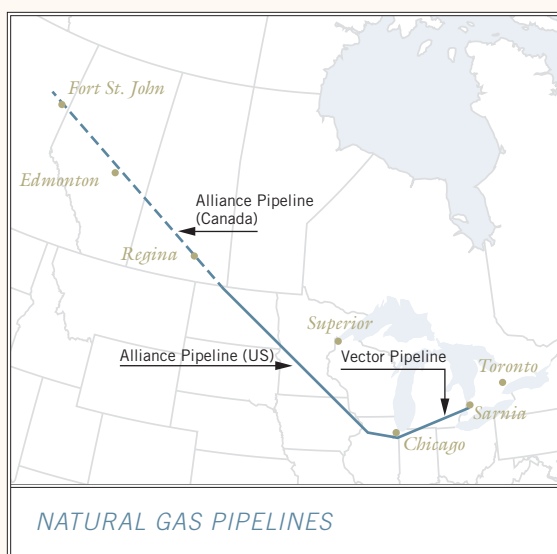 Fort St. John
Edmonton
Alliance Pipeline
(Canada)
Regina
Superior
Alliance Pipeline (US)
Vector Pipeline
Toronto
Sarnia
Chicago
NATURAL GAS PIPELINES